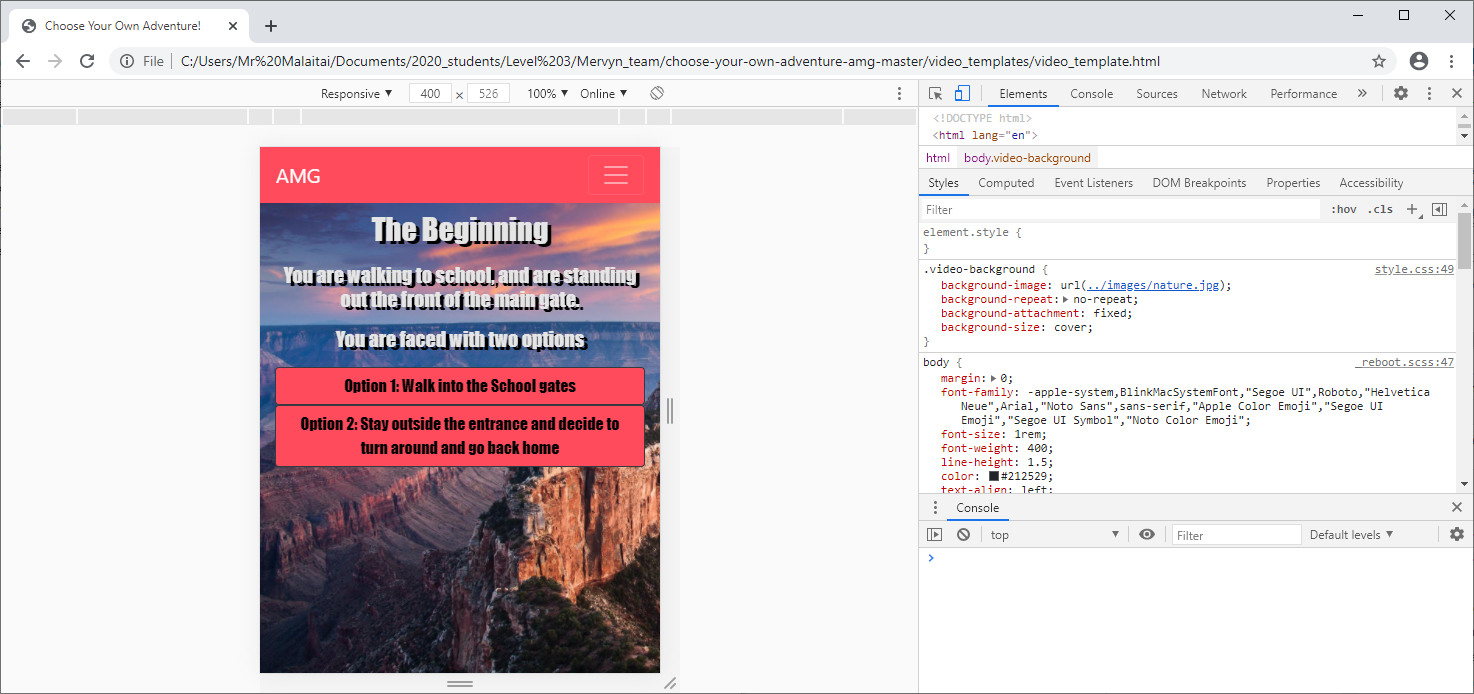 Choose Your Own Adventure!
File C:/Users/Mr%20Malaitai/Documents/2020_students/Level%203/Mervyn_team/choose-your-own-adventure-amg-master/video_templates/video_template.html
Responsive 400 x 526 100% Online
AMG
The Beginning
You are walking to school, and are standing
out the front of the main gate.
You are faced with two options
Option 1: Walk into the School gates
Option 2: Stay outside the entrance and decide to
turn around and go back home
Elements Console Sources Network Performance »
<!DOCTYPE html>
<html lang="en">
html body.video-background
Styles Computed Event Listeners DOM Breakpoints Properties Accessibility
Filter :hov .cls +
element.style {
}
.video-background { style.css:49
background-image: url(../images/nature.jpg);
background-repeat: no-repeat;
background-attachment: fixed;
background-size: cover;
}
body { _reboot.scss:47
margin: 0;
font-family: -apple-system,BlinkMacSystemFont,"Segoe UI",Roboto,"Helvetica
Neue",Arial,"Noto Sans",sans-serif,"Apple Color Emoji","Segoe UI
Emoji","Segoe UI Symbol","Noto Color Emoji";
font-size: 1rem;
font-weight: 400;
line-height: 1.5;
color: #212529;
text-align: left;
Console
top Filter Default levels